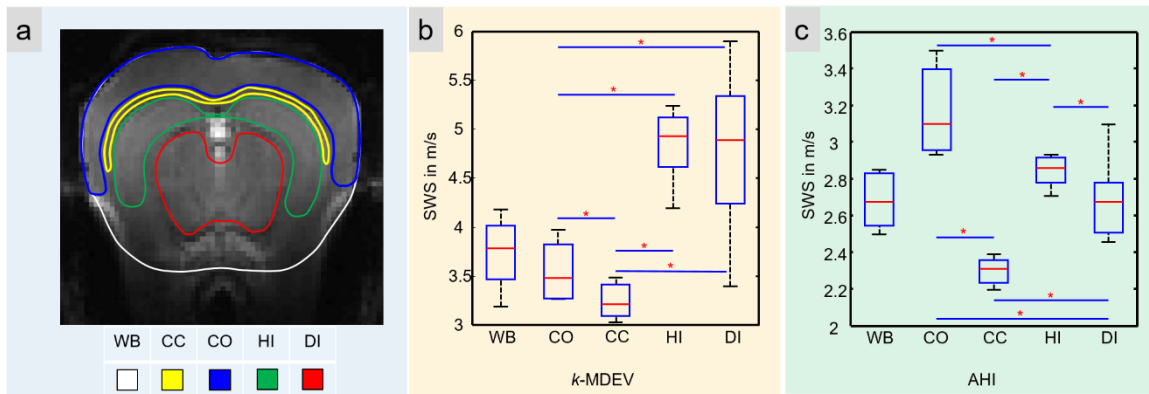 a
WB CC CO HI DI
b
SWS in m/s
6
5.5
5
4.5
4
3.5
3
* * * * *
WB CO CC HI DI
k-MDEV
c
SWS in m/s
3.6
3.4
3.2
3
2.8
2.6
2.4
2.2
2
* * * * * *
WB CO CC HI DI
AHI